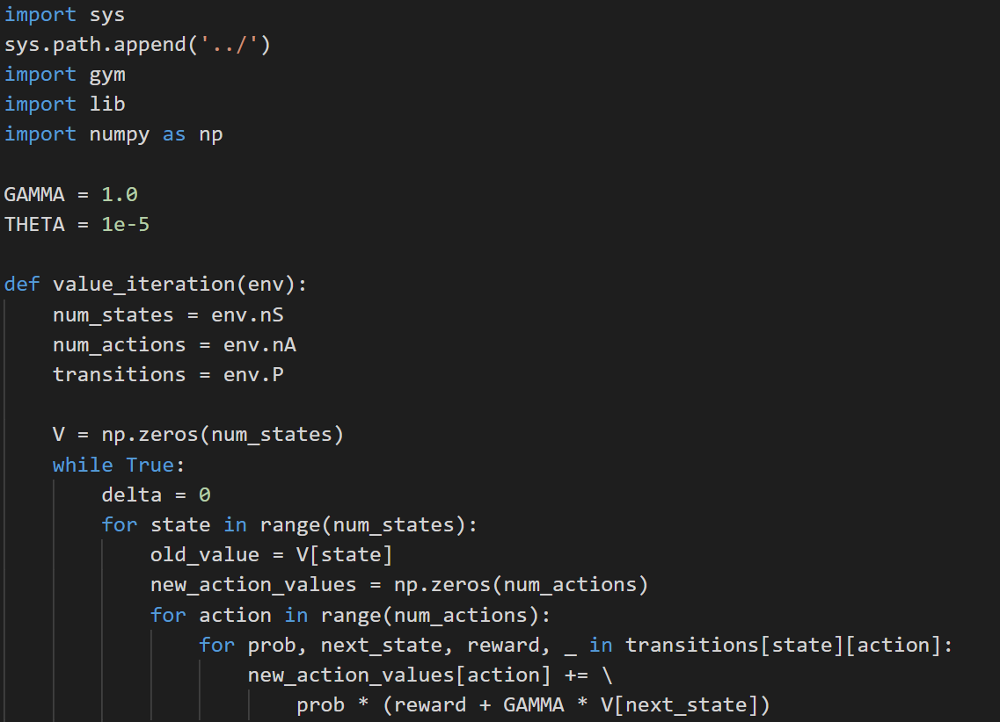 import sys
sys.path.append('../')
import gym
import lib
import numpy as np

GAMMA = 1.0
THETA = 1e-5

def value_iteration(env):
    num_states = env.nS
    num_actions = env.nA
    transitions = env.P

    V = np.zeros(num_states)
    while True:
        delta = 0
        for state in range(num_states):
            old_value = V[state]
            new_action_values = np.zeros(num_actions)
            for action in range(num_actions):
                for prob, next_state, reward, _ in transitions[state][action]:
                    new_action_values[action] += \
                        prob * (reward + GAMMA * V[next_state])